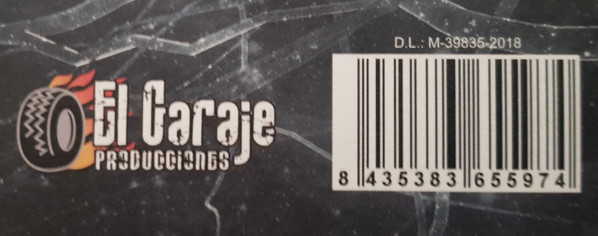 D.L.: M-39835-2018
El Garaje
PRODUCCIONES
8 435383 655974